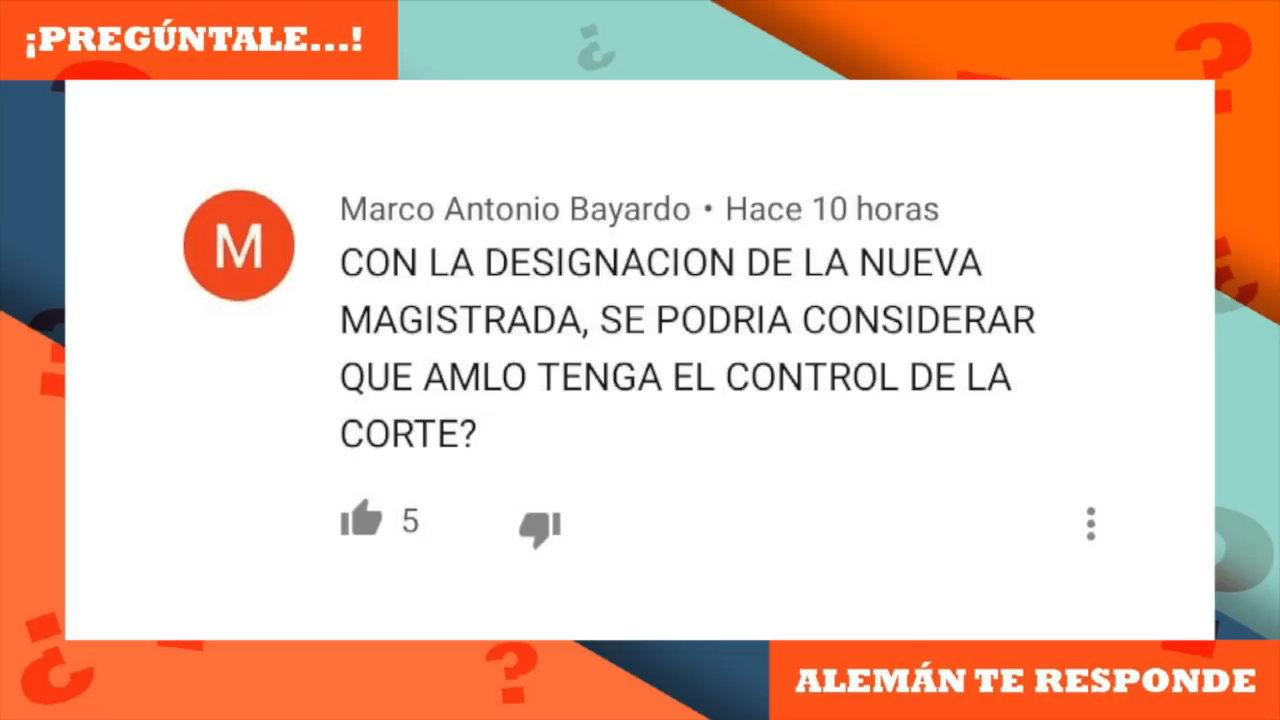 ¡PREGÚNTALE...!
M
Marco Antonio Bayardo • Hace 10 horas
CON LA DESIGNACION DE LA NUEVA
MAGISTRADA, SE PODRIA CONSIDERAR
QUE AMLO TENGA EL CONTROL DE LA
CORTE?
5
ALEMÁN TE RESPONDE